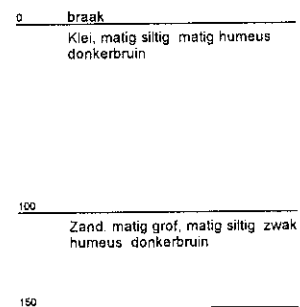 0 braak
Klei, matig siltig matig humeus
donkerbruin
100
Zand. matig grof, matig siltig zwak
humeus donkerbruin
150